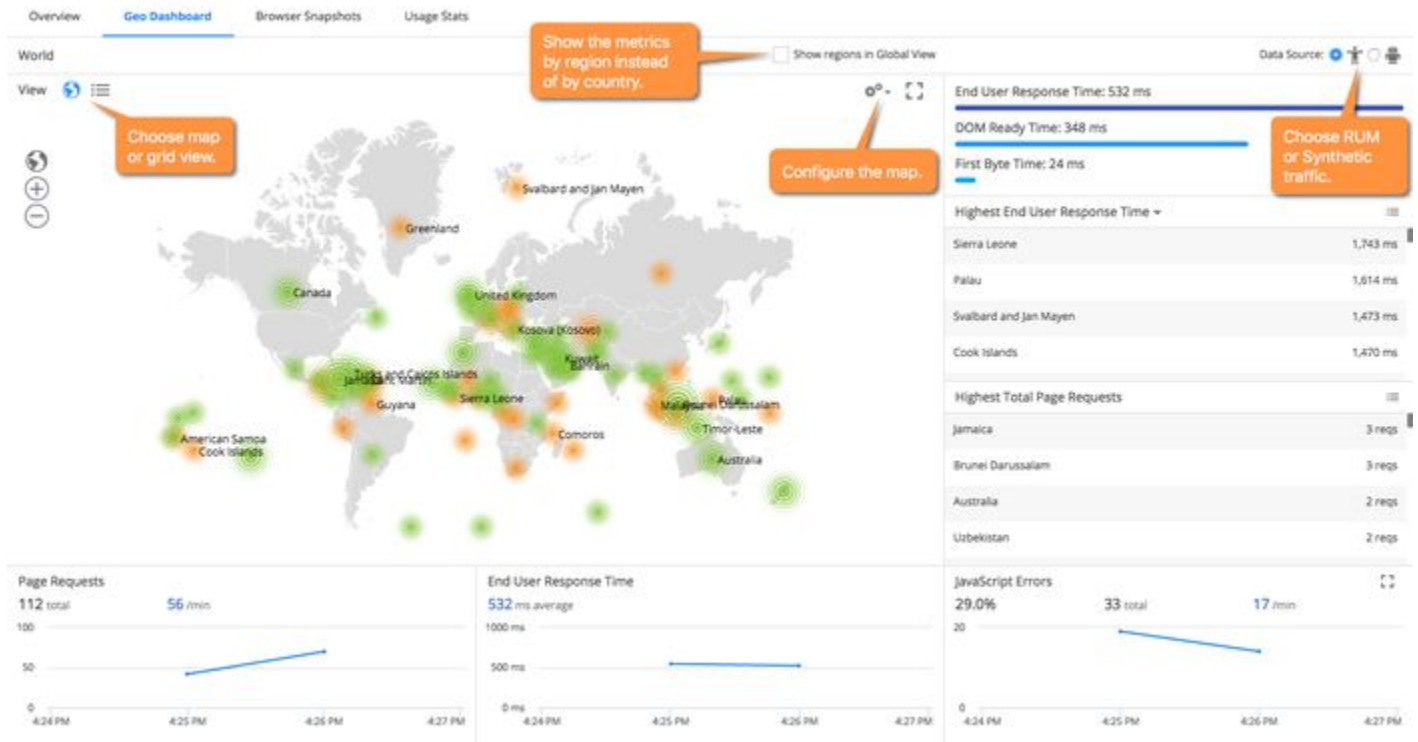 Overview Geo Dashboard Browser Snapshots Usage Stats
World
Show the metrics
by region instead
of by country.
Show regions in Global View
Data Source:
View
Choose map
or grid view.
Configure the map.
Choose RUM
or Synthetic
traffic.
Svalbard and Jan Mayen
Greenland
Canada
United Kingdom
Kosova (Kosovo)
Kuwait
Bahrain
Turks and Caicos Islands
Guyana
Sierra Leone
Palau
Brunei Darussalam
Timor-Leste
Comoros
American Samoa
Cook Islands
Australia
End User Response Time: 532 ms
DOM Ready Time: 348 ms
First Byte Time: 24 ms
Highest End User Response Time
Sierra Leone 1,743 ms
Palau 1,614 ms
Svalbard and Jan Mayen 1,473 ms
Cook Islands 1,470 ms
Highest Total Page Requests
Jamaica 3 reqs
Brunei Darussalam 3 reqs
Australia 2 reqs
Uzbekistan 2 reqs
Page Requests
112 total 56 /min
100
50
0
4:24 PM 4:25 PM 4:26 PM 4:27 PM
End User Response Time
532 ms average
1000 ms
500 ms
0 ms
4:24 PM 4:25 PM 4:26 PM 4:27 PM
JavaScript Errors
29.0% 33 total 17 /min
20
0
4:24 PM 4:25 PM 4:26 PM 4:27 PM